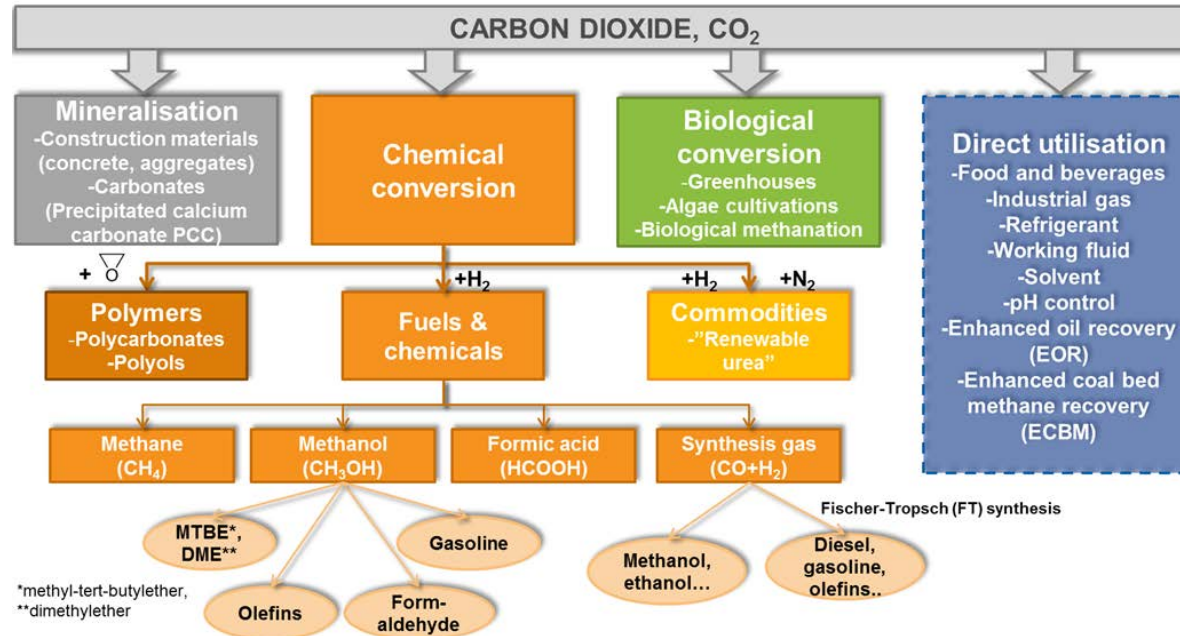 CARBON DIOXIDE, CO₂
Mineralisation
-Construction materials
(concrete, aggregates)
-Carbonates
(Precipitated calcium
carbonate PCC)
Chemical
conversion
Biological
conversion
-Greenhouses
-Algae cultivations
-Biological methanation
Direct utilisation
-Food and beverages
-Industrial gas
-Refrigerant
-Working fluid
-Solvent
-pH control
-Enhanced oil recovery
(EOR)
-Enhanced coal bed
methane recovery
(ECBM)
+ O
+H₂
+H₂ +N₂
Polymers
-Polycarbonates
-Polyols
Fuels &
chemicals
Commodities
-"Renewable
urea"
Methane
(CH₄)
Methanol
(CH₃OH)
Formic acid
(HCOOH)
Synthesis gas
(CO+H₂)
Fischer-Tropsch (FT) synthesis
MTBE*,
DME**
Olefins
Form-
aldehyde
Gasoline
Methanol,
ethanol...
Diesel,
gasoline,
olefins..
*methyl-tert-butylether,
**dimethylether